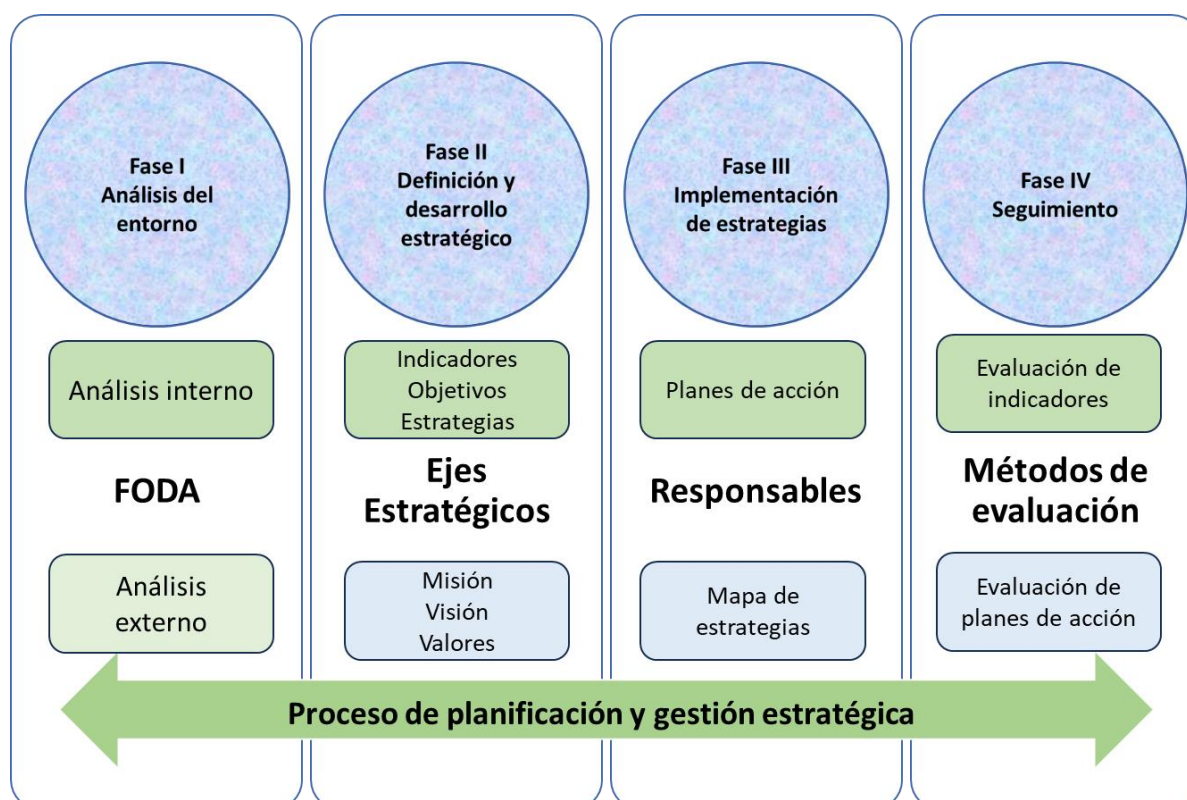 Fase I
Análisis del
entorno
Análisis interno
FODA
Análisis
externo
Fase II
Definición y
desarrollo
estratégico
Indicadores
Objetivos
Estrategias
Ejes
Estratégicos
Misión
Visión
Valores
Fase III
Implementación
de estrategias
Planes de acción
Responsables
Mapa de
estrategias
Fase IV
Seguimiento
Evaluación de
indicadores
Métodos de
evaluación
Evaluación de
planes de acción
Proceso de planificación y gestión estratégica